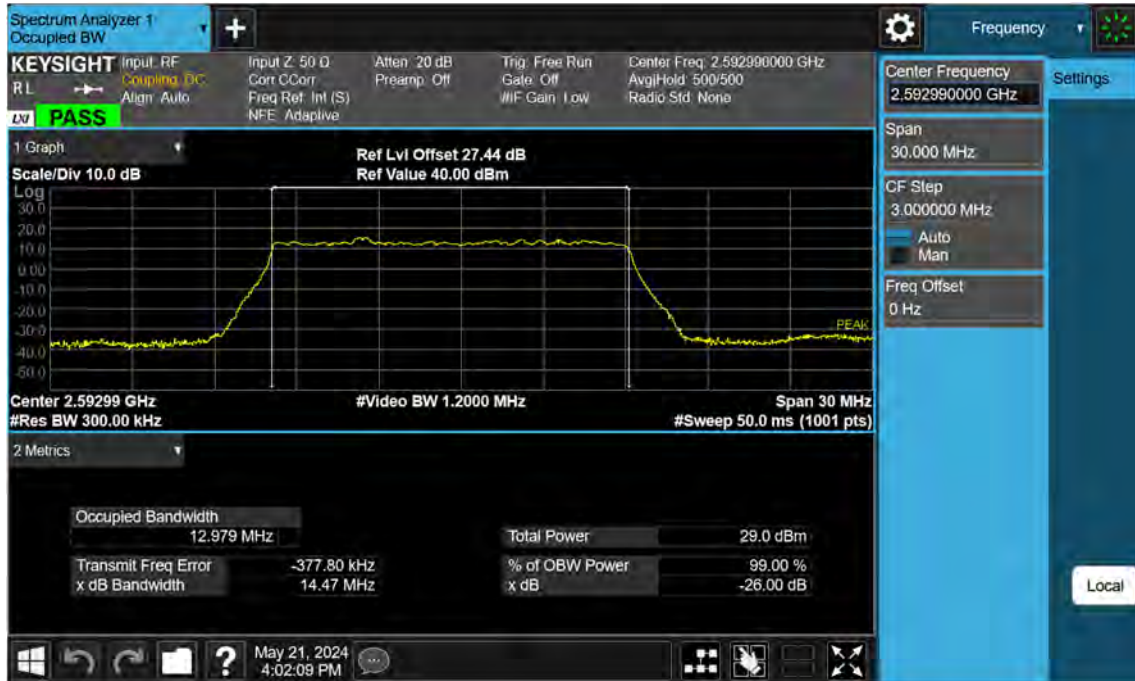 Spectrum Analyzer 1
Occupied BW
Frequency
KEYSIGHT
R L
LXI
PASS
Input: RF
Coupling: DC
Align: Auto
Input Z: 50 Ω
Corr CCorr
Freq Ref: Int (S)
NFE: Adaptive
Atten: 20 dB
Preamp: Off
Trig: Free Run
Gate: Off
#IF Gain: Low
Center Freq: 2.592990000 GHz
Avg|Hold: 500/500
Radio Std: None
Center Frequency
2.592990000 GHz
Settings
Span
30.000 MHz
CF Step
3.000000 MHz
Auto
Man
Freq Offset
0 Hz
1 Graph
Scale/Div 10.0 dB
Ref Lvl Offset 27.44 dB
Ref Value 40.00 dBm
Log
30.0
20.0
10.0
0.00
-10.0
-20.0
-30.0
-40.0
-50.0
PEAK
Center 2.59299 GHz
#Res BW 300.00 kHz
#Video BW 1.2000 MHz
Span 30 MHz
#Sweep 50.0 ms (1001 pts)
2 Metrics
Occupied Bandwidth
12.979 MHz
Total Power 29.0 dBm
Transmit Freq Error -377.80 kHz
% of OBW Power 99.00 %
x dB Bandwidth 14.47 MHz
x dB -26.00 dB
Local
?
May 21, 2024
4:02:09 PM